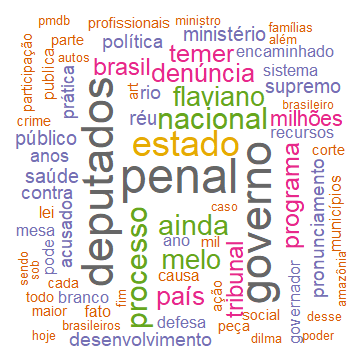 pmdb
profissionais
ministro
parte
política
ministério
famílias
além
participação
autos
temer
encaminhado
publica
prática
brasil
denúncia
sistema
rio
art
flaviano
supremo
crime
deputados
réu
nacional
brasileiro
milhões
público
estado
recursos
anos
corte
saúde
penal
governo
programa
pronunciamento
municípios
contra
lei
acusados
processo
caso
mesa
pode
ainda
ano
mil
tribunal
amazônia
sendo
sob
melo
causa
ação
governador
cada
todo
branco
fim
país
social
desse
maior
fato
defesa
peça
hoje
brasileiros
desenvolvimento
dilma
poder